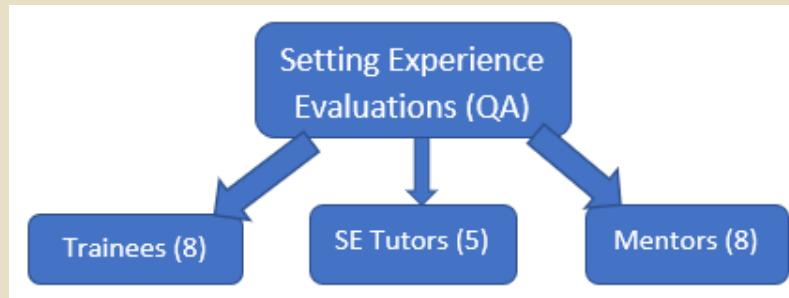 Setting Experience
Evaluations (QA)
Trainees (8)
SE Tutors (5)
Mentors (8)